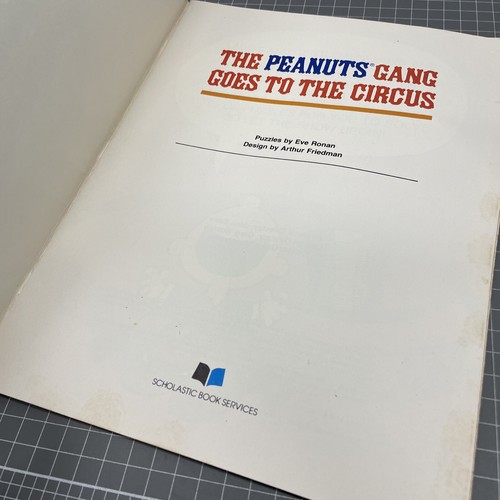 THE PEANUTS® GANG
GOES TO THE CIRCUS
Puzzles by Eve Ronan
Design by Arthur Friedman
SCHOLASTIC BOOK SERVICES